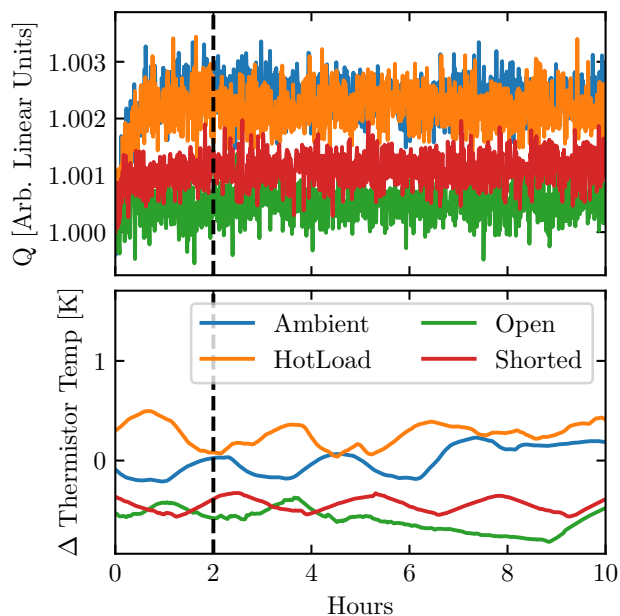 Q [Arb. Linear Units]
1.003
1.002
1.001
1.000
Δ Thermistor Temp [K]
1
0
Ambient
HotLoad
Open
Shorted
0 2 4 6 8 10
Hours